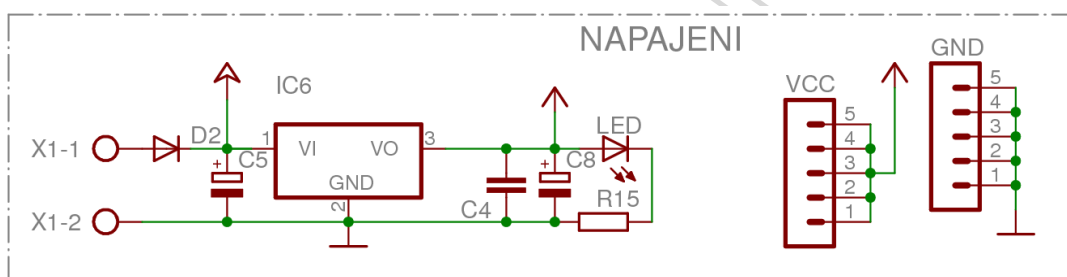 NAPAJENI
GND
VCC
IC6
5
4
3
2
1
5
4
3
2
1
X1-1
D2
C5
+
1
VI
VO
3
GND
2
C4
+
C8
LED
R15
X1-2